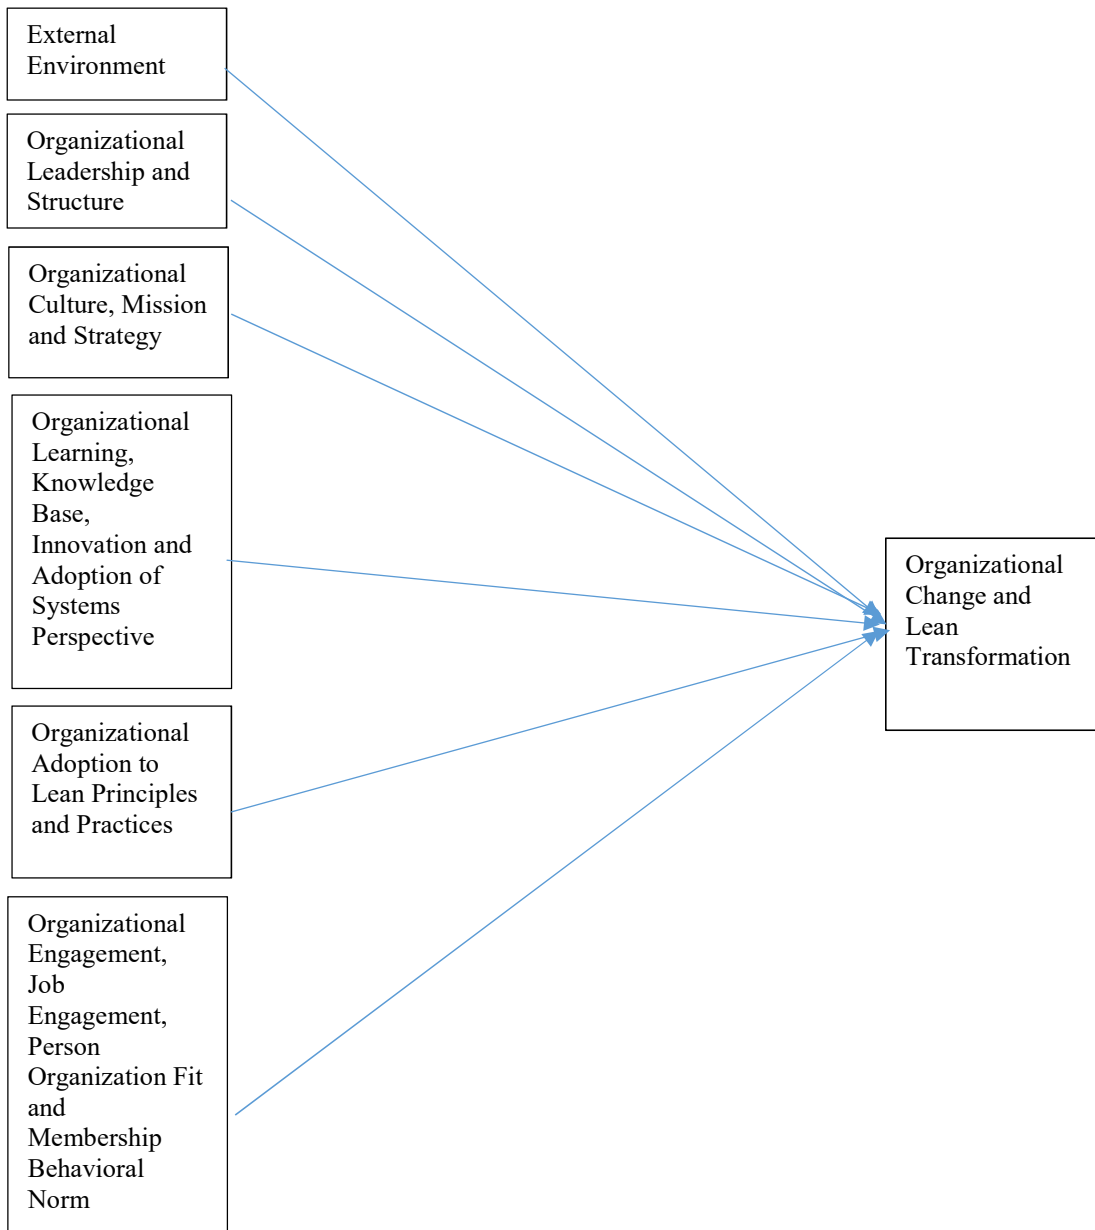 External
Environment
Organizational
Leadership and
Structure
Organizational
Culture, Mission
and Strategy
Organizational
Learning,
Knowledge
Base,
Innovation and
Adoption of
Systems
Perspective
Organizational
Adoption to
Lean Principles
and Practices
Organizational
Engagement,
Job
Engagement,
Person
Organization Fit
and
Membership
Behavioral
Norm
Organizational
Change and
Lean
Transformation